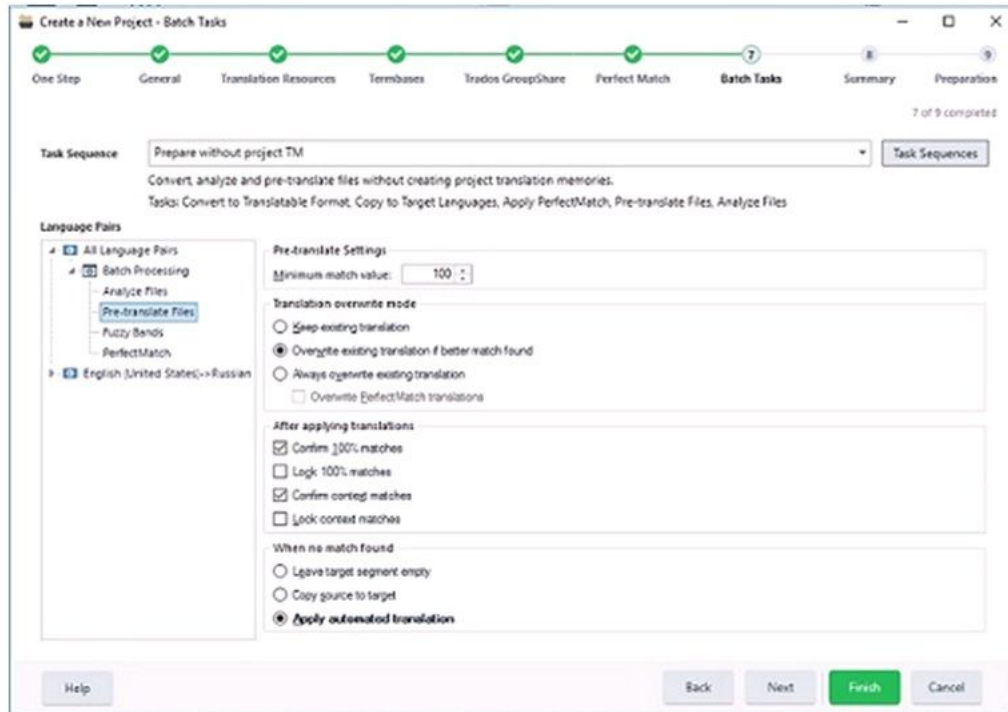 Create a New Project - Batch Tasks
7 8 9
One Step General Translation Resources Termbases Trados GroupShare Perfect Match Batch Tasks Summary Preparation
7 of 9 completed
Task Sequence Prepare without project TM Task Sequences
Convert, analyze and pre-translate files without creating project translation memories.
Tasks: Convert to Translatable Format, Copy to Target Languages, Apply PerfectMatch, Pre-translate Files, Analyze Files
Language Pairs
All Language Pairs
Batch Processing
Analyze Files
Pre-translate Files
Fuzzy Bands
PerfectMatch
English (United States)->Russian
Pre-translate Settings
Minimum match value: 100
Translation overwrite mode
Keep existing translation
Overwrite existing translation if better match found
Always overwrite existing translation
Overwrite PerfectMatch translations
After applying translations
Confirm 100% matches
Lock 100% matches
Confirm context matches
Lock context matches
When no match found
Leave target segment empty
Copy source to target
Apply automated translation
Help Back Next Finish Cancel